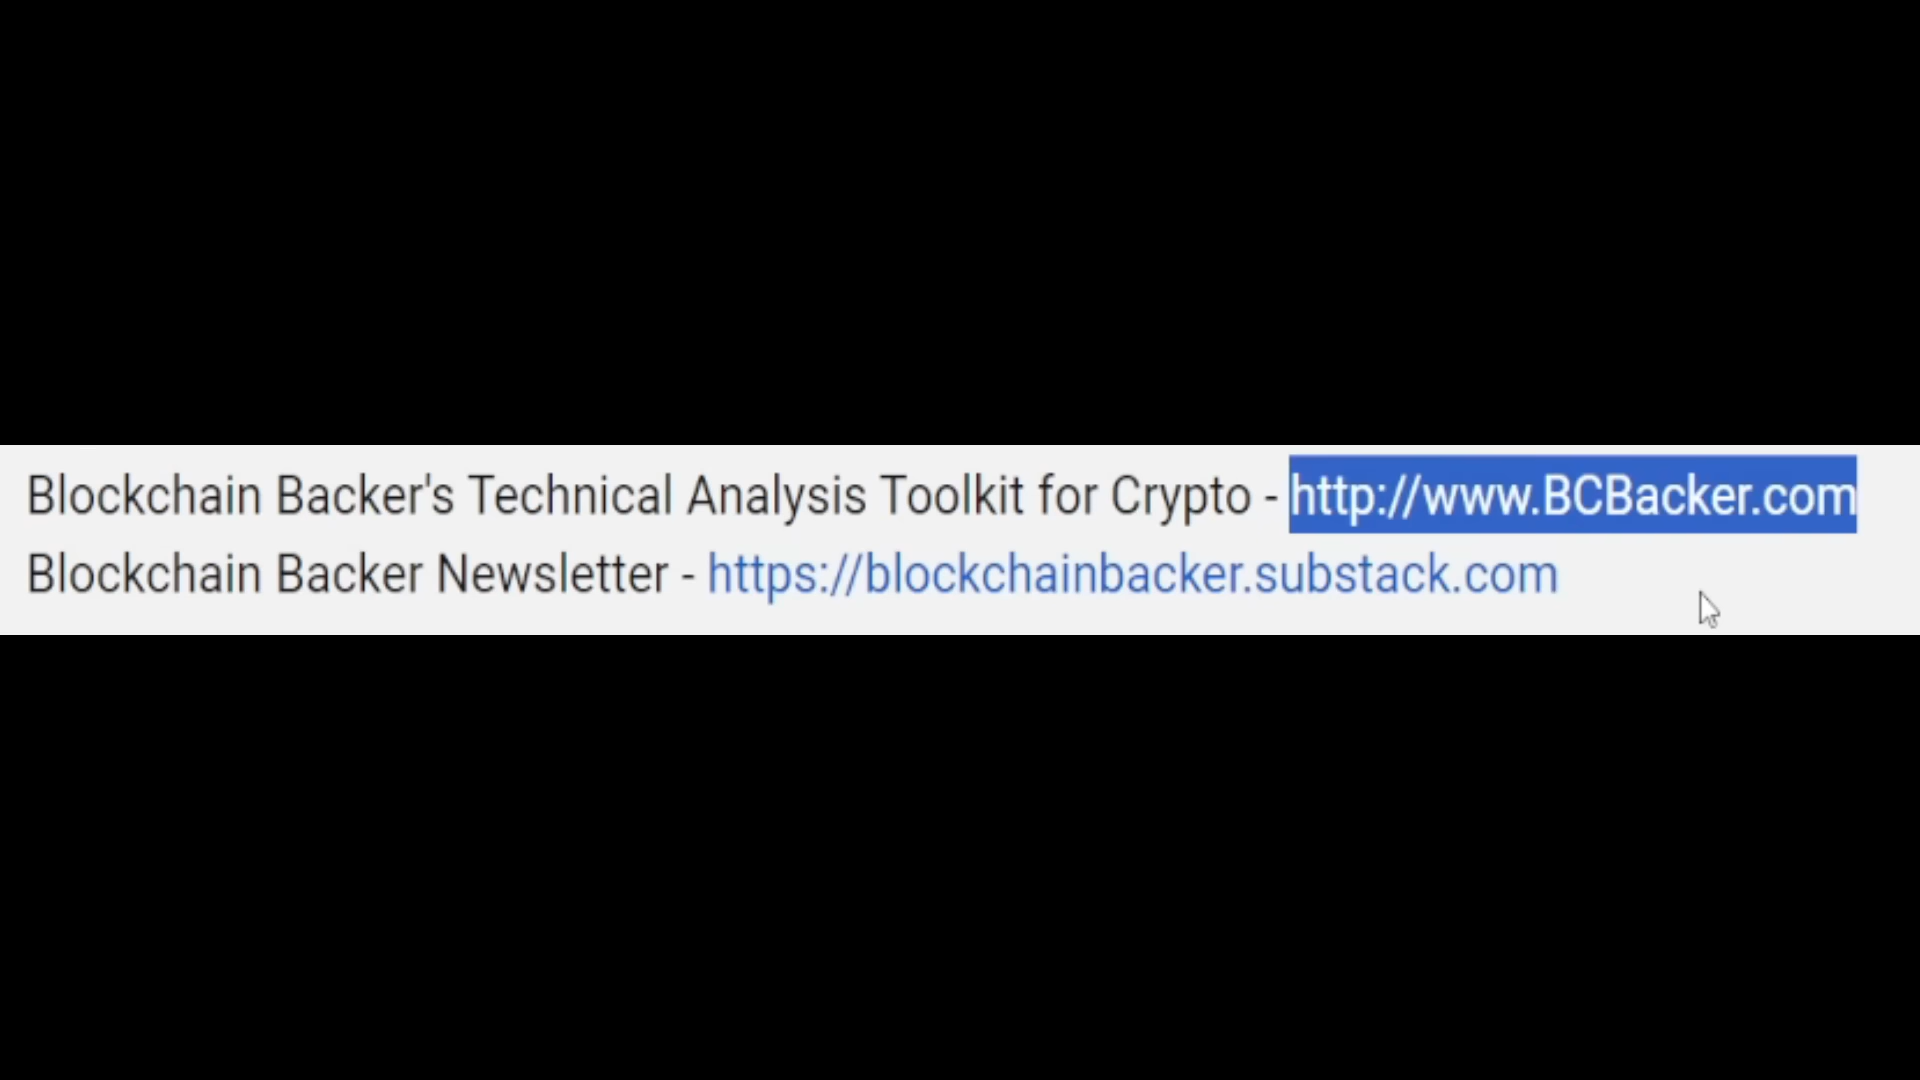 Blockchain Backer's Technical Analysis Toolkit for Crypto - http://www.BCBacker.com
Blockchain Backer Newsletter - https://blockchainbacker.substack.com